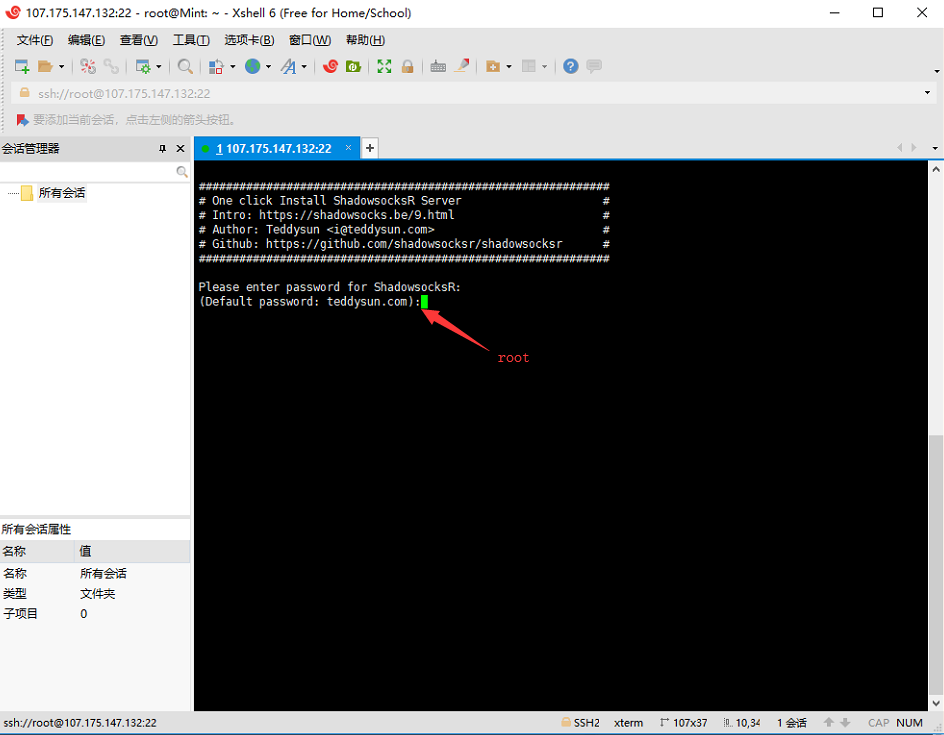 107.175.147.132:22 - root@Mint: ~ - Xshell 6 (Free for Home/School)
文件(F) 编辑(E) 查看(V) 工具(T) 选项卡(B) 窗口(W) 帮助(H)
ssh://root@107.175.147.132:22
要添加当前会话，点击左侧的箭头按钮。
会话管理器
1 107.175.147.132:22 × +
所有会话
#############################################################
# One click Install ShadowsocksR Server #
# Intro: https://shadowsocks.be/9.html #
# Author: Teddysun <i@teddysun.com> #
# Github: https://github.com/shadowsocksr/shadowsocksr #
#############################################################
Please enter password for ShadowsocksR:
(Default password: teddysun.com):
root
所有会话属性
名称 值
名称 所有会话
类型 文件夹
子项目 0
ssh://root@107.175.147.132:22 SSH2 xterm 107x37 10,34 1 会话 CAP NUM